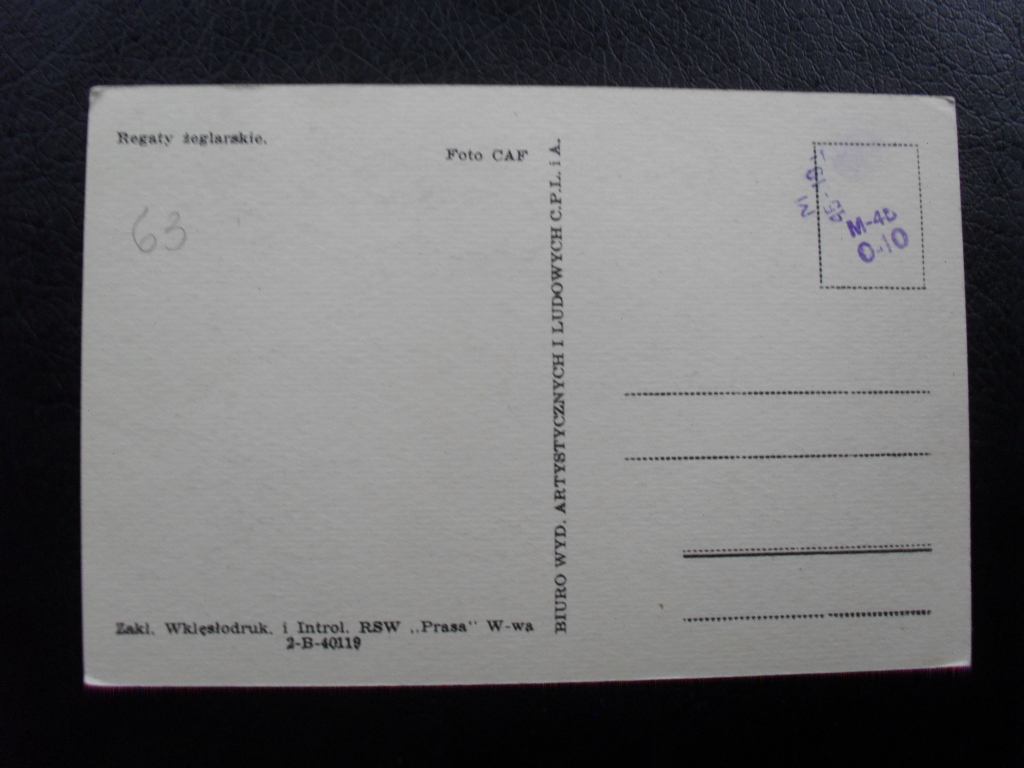 Regaty żeglarskie.
Foto CAF
63
BIURO WYD. ARTYSTYCZNYCH I LUDOWYCH C.P.L. i A.
M-48
0-10
Zakł. Wklęsłodruk. i Introl. RSW „Prasa" W-wa
2-B-40119